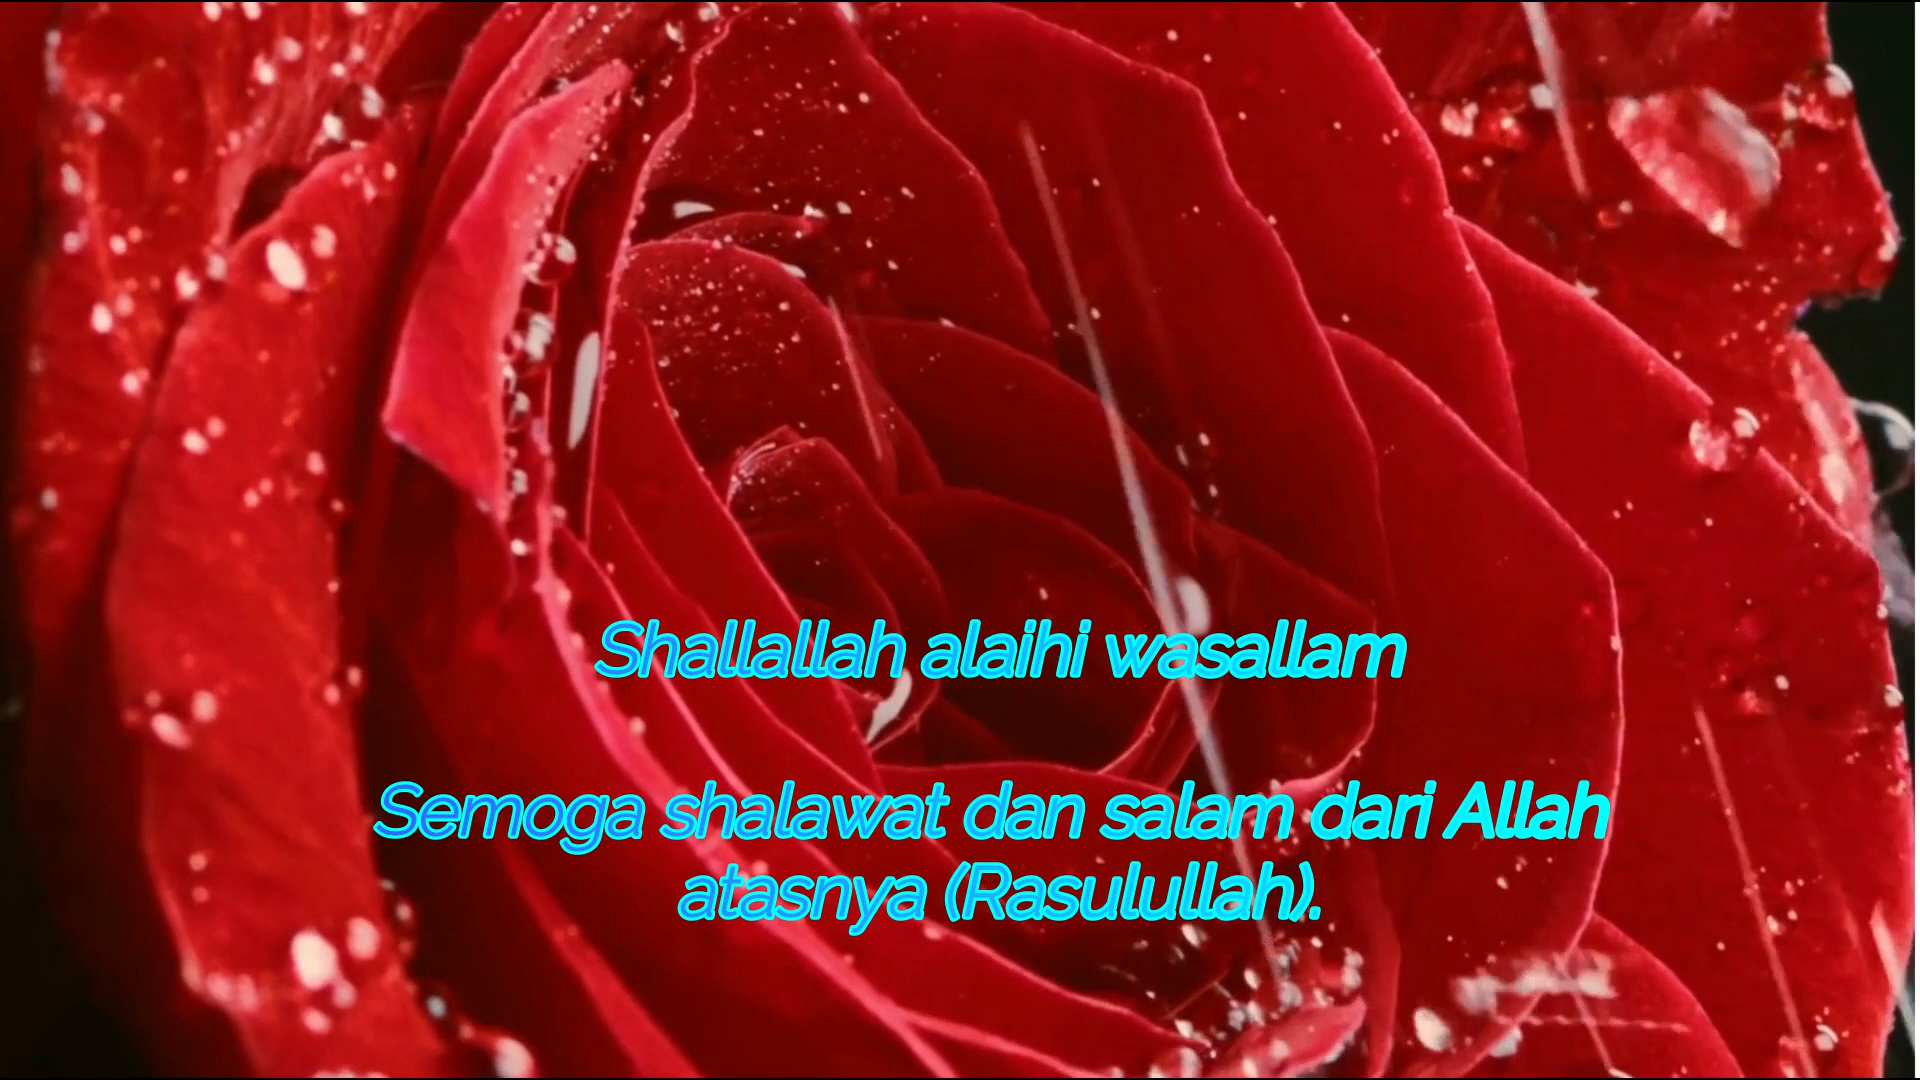 Shallallah alaihi wasallam
Semoga shalawat dan salam dari Allah
atasnya (Rasulullah).